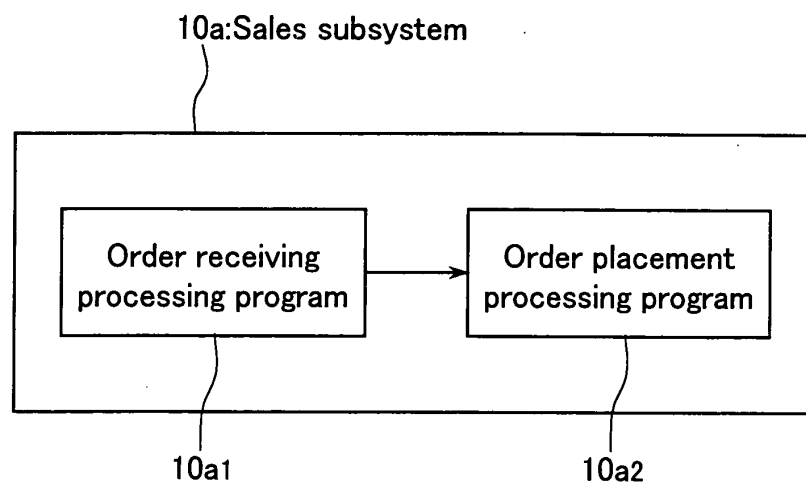 10a:Sales subsystem
Order receiving
processing program
Order placement
processing program
10a1
10a2